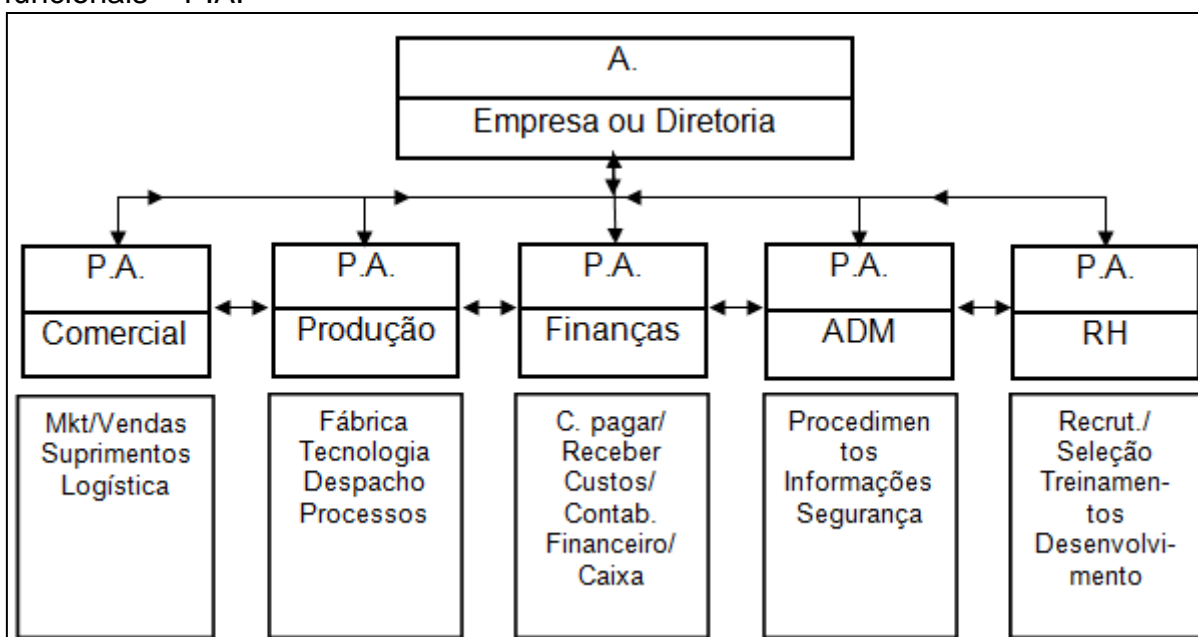 funcionais – P.A.
A.
Empresa ou Diretoria
P.A.
Comercial
P.A.
Produção
P.A.
Finanças
P.A.
ADM
P.A.
RH
Mkt/Vendas
Suprimentos
Logística
Fábrica
Tecnologia
Despacho
Processos
C. pagar/
Receber
Custos/
Contab.
Financeiro/
Caixa
Procedimen
tos
Informações
Segurança
Recrut./
Seleção
Treinamen-
tos
Desenvolvi-
mento